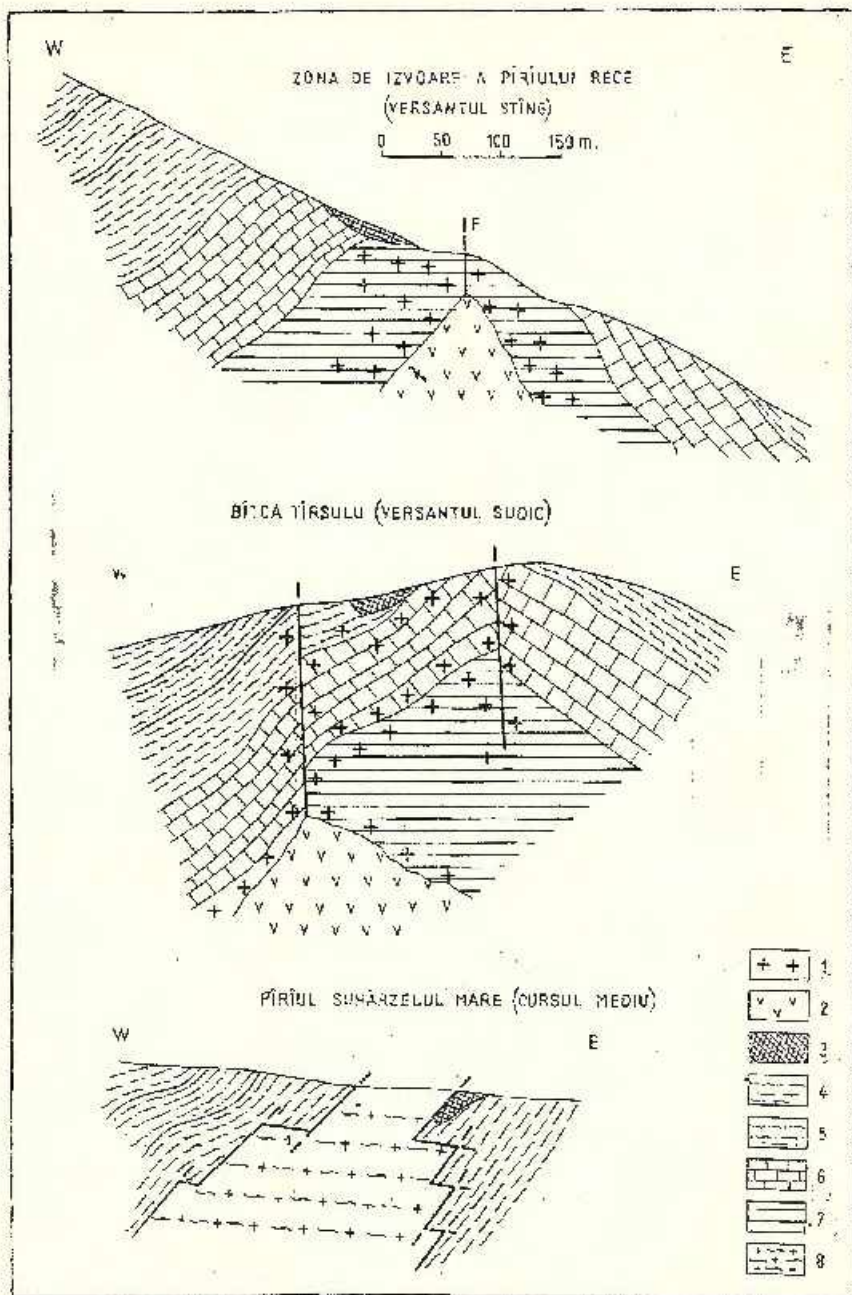 W E
ZONA DE IZVOARE A PÎRÎULUI RECE
(VERSANTUL STÎNG)
0 50 100 150 m.
F
BÎTCA TÎRSULU (VERSANTUL SUDIC)
W E
PÎRÎUL SUHĂRZELUL MARE (CURSUL MEDIU)
W E
1
2
3
4
5
6
7
8